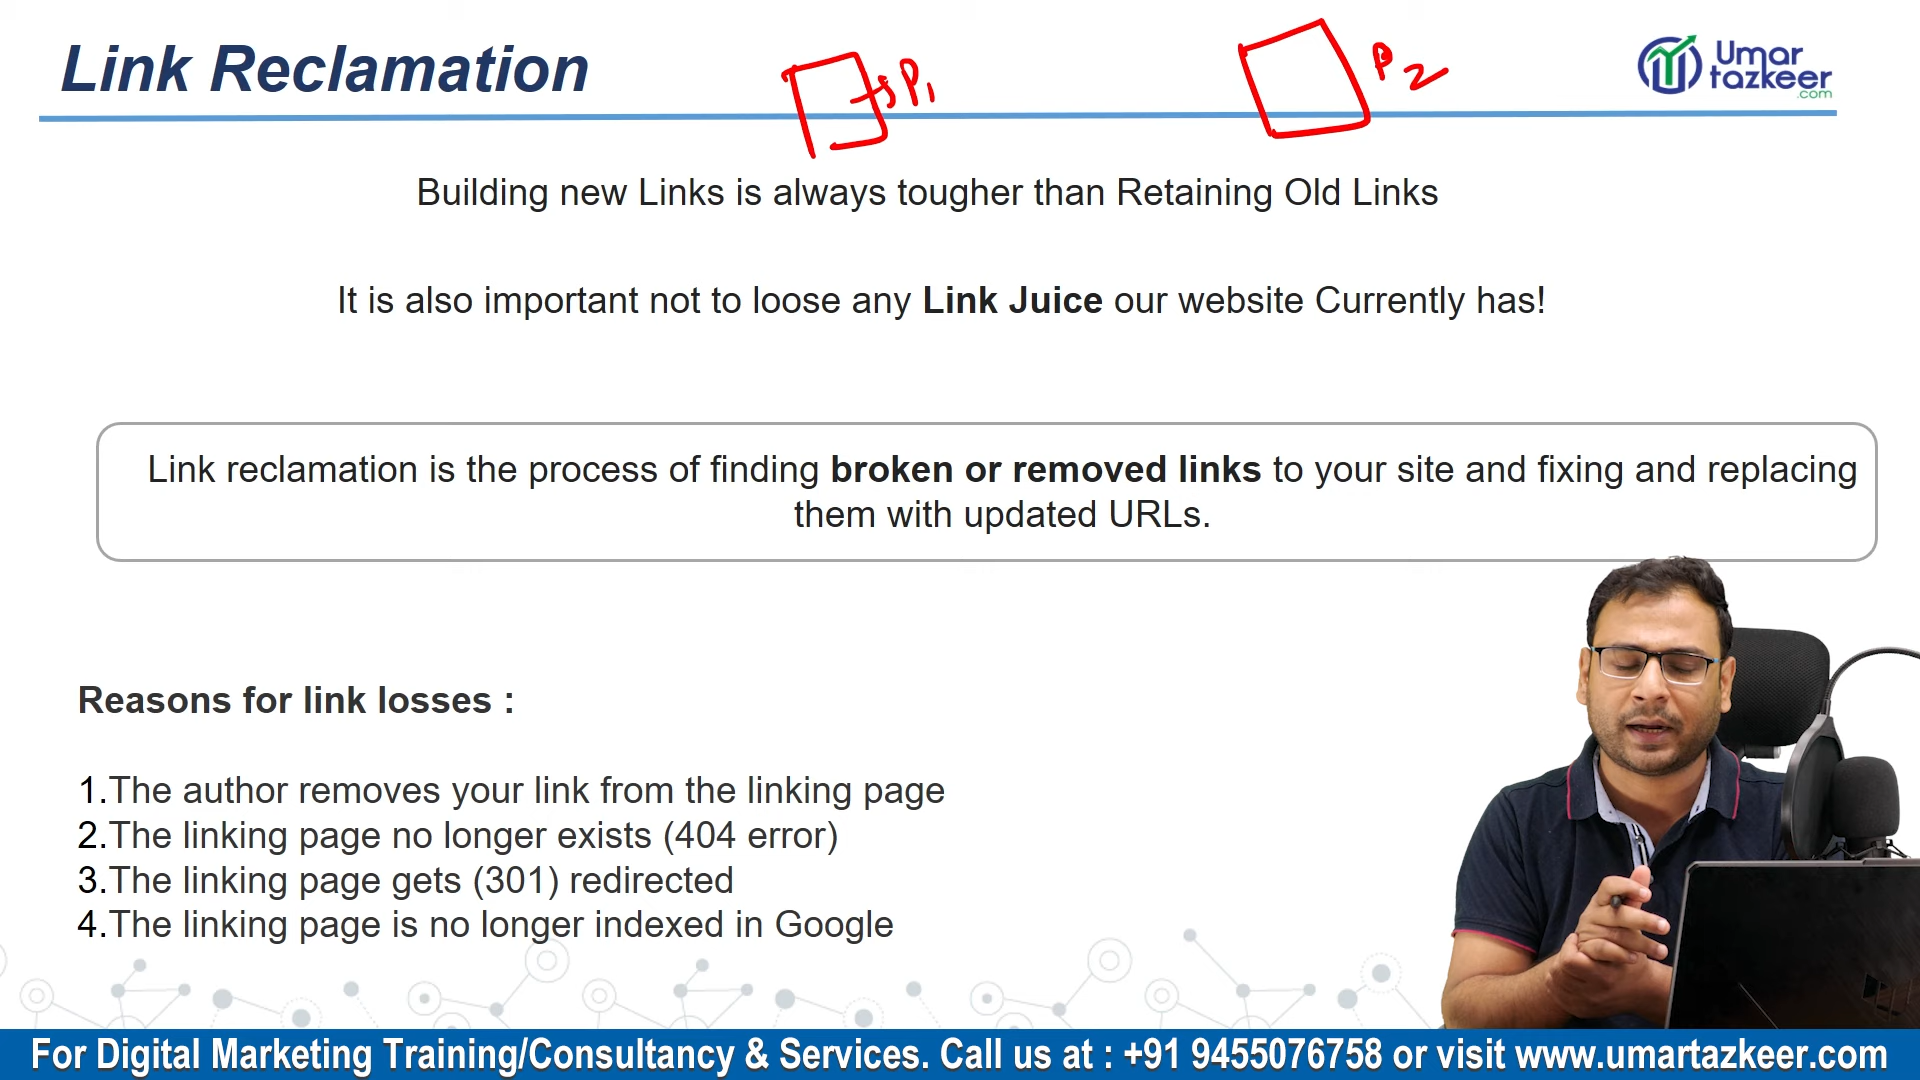 Link Reclamation
P1
P2
Umar
tazkeer
.com
Building new Links is always tougher than Retaining Old Links
It is also important not to loose any Link Juice our website Currently has!
Link reclamation is the process of finding broken or removed links to your site and fixing and replacing
them with updated URLs.
Reasons for link losses :
1.The author removes your link from the linking page
2.The linking page no longer exists (404 error)
3.The linking page gets (301) redirected
4.The linking page is no longer indexed in Google
For Digital Marketing Training/Consultancy & Services. Call us at : +91 9455076758 or visit www.umartazkeer.com